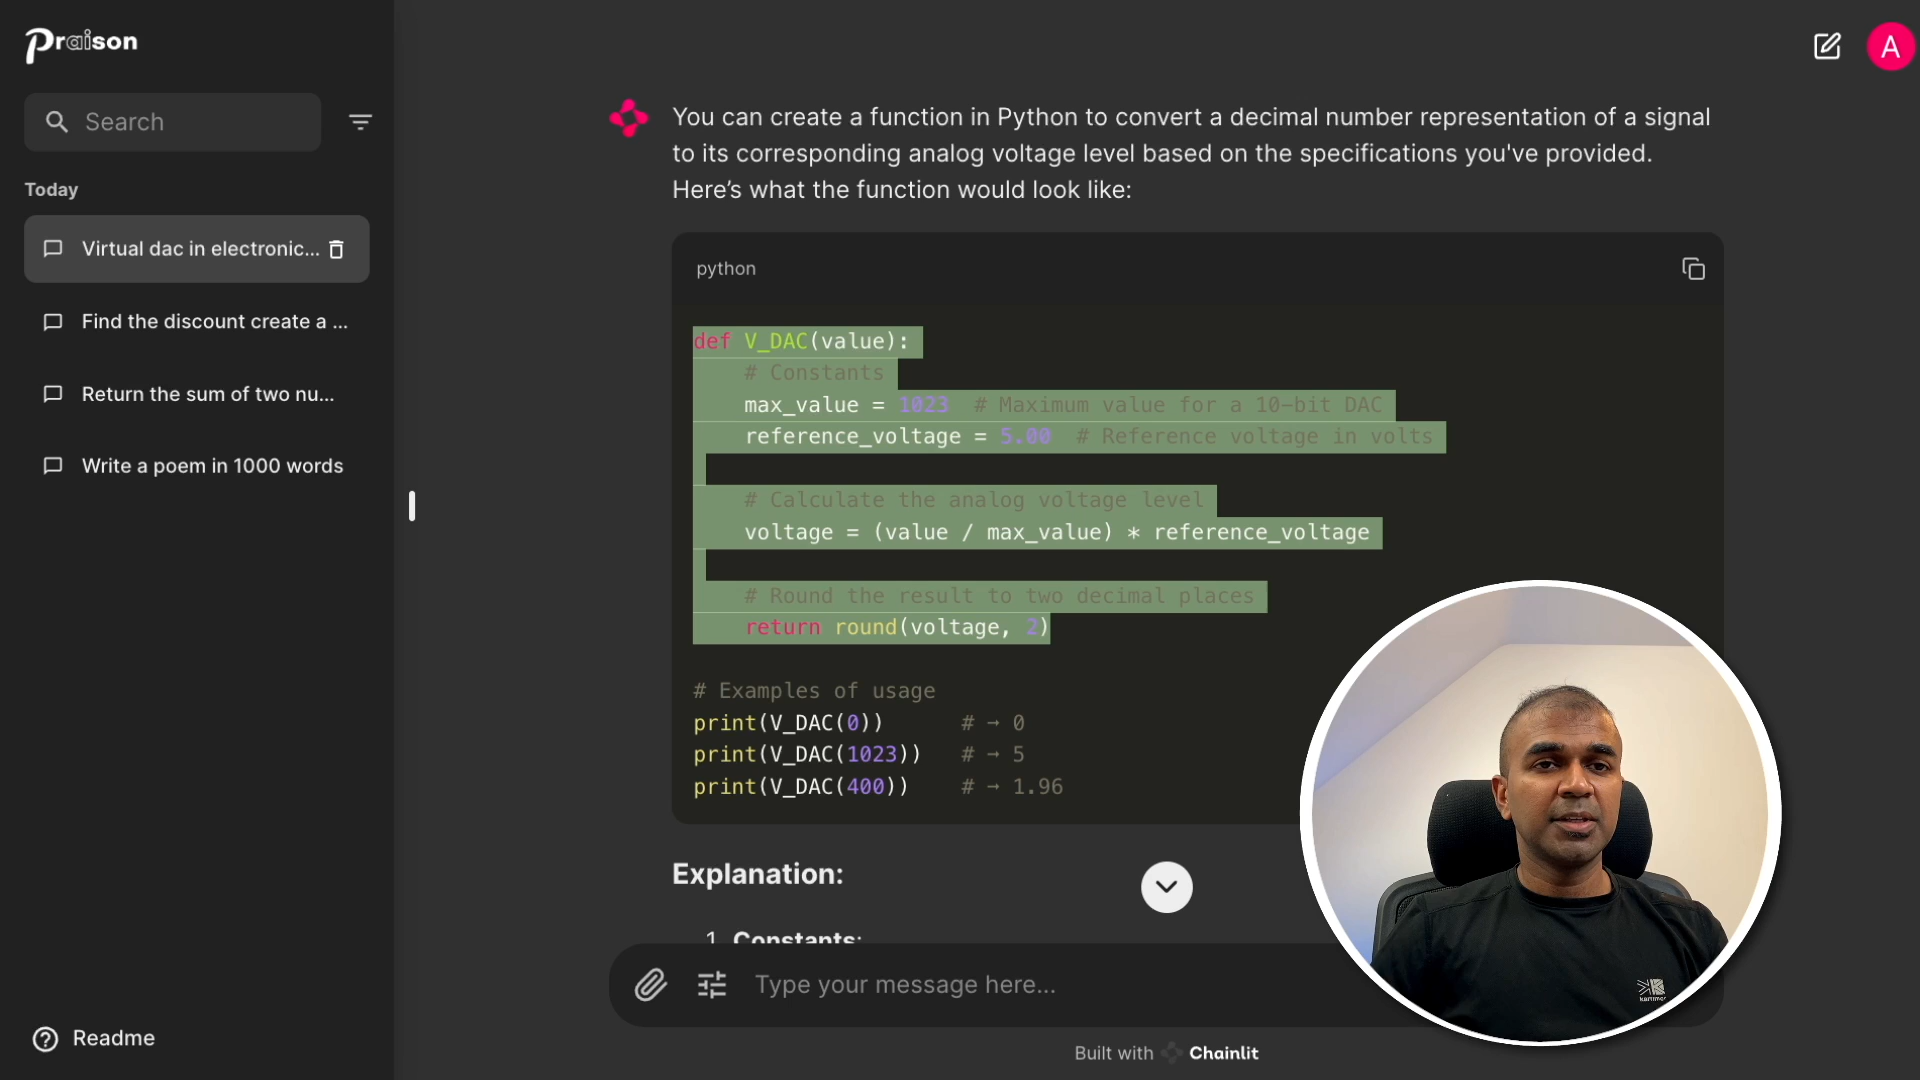 Praison
A
Search
Today
Virtual dac in electronic...
Find the discount create a ...
Return the sum of two nu...
Write a poem in 1000 words
Readme
You can create a function in Python to convert a decimal number representation of a signal
to its corresponding analog voltage level based on the specifications you've provided.
Here’s what the function would look like:
python
def V_DAC(value):
# Constants
max_value = 1023  # Maximum value for a 10-bit DAC
reference_voltage = 5.00  # Reference voltage in volts
# Calculate the analog voltage level
voltage = (value / max_value) * reference_voltage
# Round the result to two decimal places
return round(voltage, 2)
# Examples of usage
print(V_DAC(0))      # → 0
print(V_DAC(1023))   # → 5
print(V_DAC(400))    # → 1.96
Explanation:
1. Constants:
Type your message here...
Built with Chainlit